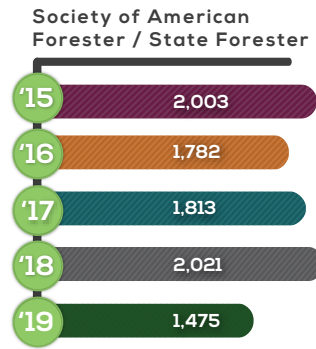 Society of American
Forester / State Forester
‘15 2,003
‘16 1,782
‘17 1,813
‘18 2,021
‘19 1,475